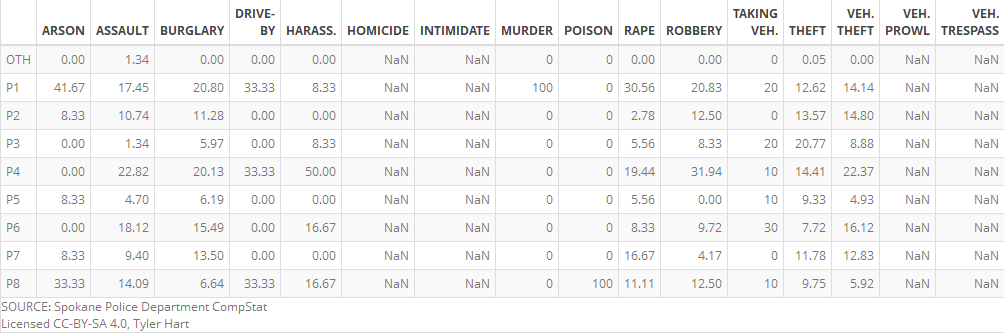 ARSON ASSAULT BURGLARY DRIVE-BY HARASS. HOMICIDE INTIMIDATE MURDER POISON RAPE ROBBERY TAKING VEH. THEFT VEH. THEFT VEH. PROWL VEH. TRESPASS
OTH 0.00 1.34 0.00 0.00 0.00 NaN NaN 0 0 0.00 0.00 0 0.05 0.00 NaN NaN
P1 41.67 17.45 20.80 33.33 8.33 NaN NaN 100 0 30.56 20.83 20 12.62 14.14 NaN NaN
P2 8.33 10.74 11.28 0.00 0.00 NaN NaN 0 0 2.78 12.50 0 13.57 14.80 NaN NaN
P3 0.00 1.34 5.97 0.00 8.33 NaN NaN 0 0 5.56 8.33 20 20.77 8.88 NaN NaN
P4 0.00 22.82 20.13 33.33 50.00 NaN NaN 0 0 19.44 31.94 10 14.41 22.37 NaN NaN
P5 8.33 4.70 6.19 0.00 0.00 NaN NaN 0 0 5.56 0.00 10 9.33 4.93 NaN NaN
P6 0.00 18.12 15.49 0.00 16.67 NaN NaN 0 0 8.33 9.72 30 7.72 16.12 NaN NaN
P7 8.33 9.40 13.50 0.00 0.00 NaN NaN 0 0 16.67 4.17 0 11.78 12.83 NaN NaN
P8 33.33 14.09 6.64 33.33 16.67 NaN NaN 0 100 11.11 12.50 10 9.75 5.92 NaN NaN
SOURCE: Spokane Police Department CompStat
Licensed CC-BY-SA 4.0, Tyler Hart